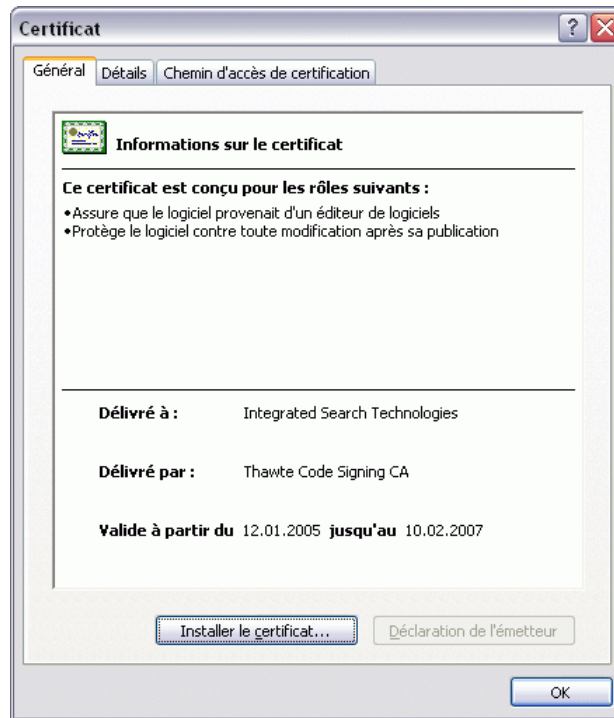 Certificat
Général
Détails
Chemin d'accès de certification
Informations sur le certificat
Ce certificat est conçu pour les rôles suivants :
•Assure que le logiciel provenait d'un éditeur de logiciels
•Protège le logiciel contre toute modification après sa publication
Délivré à : Integrated Search Technologies
Délivré par : Thawte Code Signing CA
Valide à partir du 12.01.2005 jusqu'au 10.02.2007
Installer le certificat...
Déclaration de l'émetteur
OK